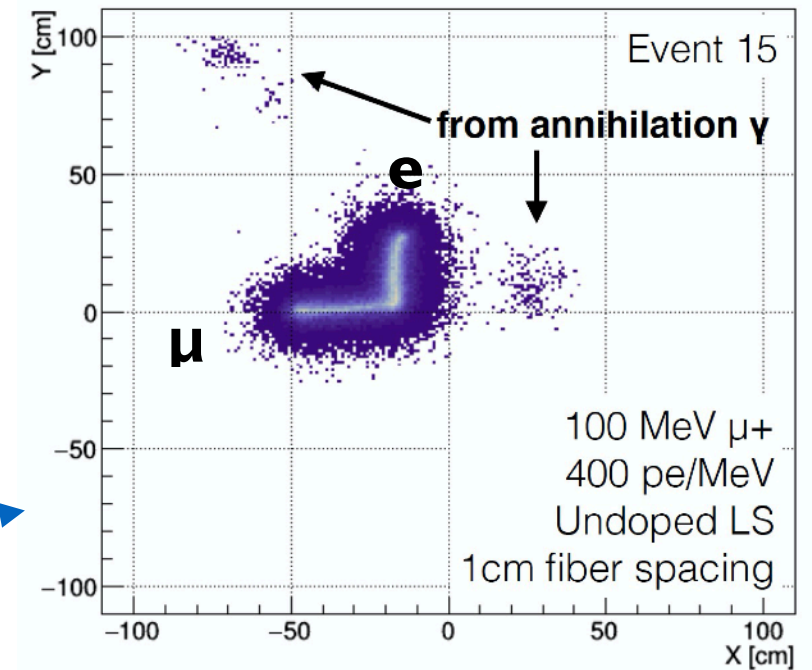 Y [cm]
100
50
0
−50
−100
Event 15
from annihilation γ
e
μ
100 MeV μ+
400 pe/MeV
Undoped LS
1cm fiber spacing
−100 −50 0 50 100
X [cm]